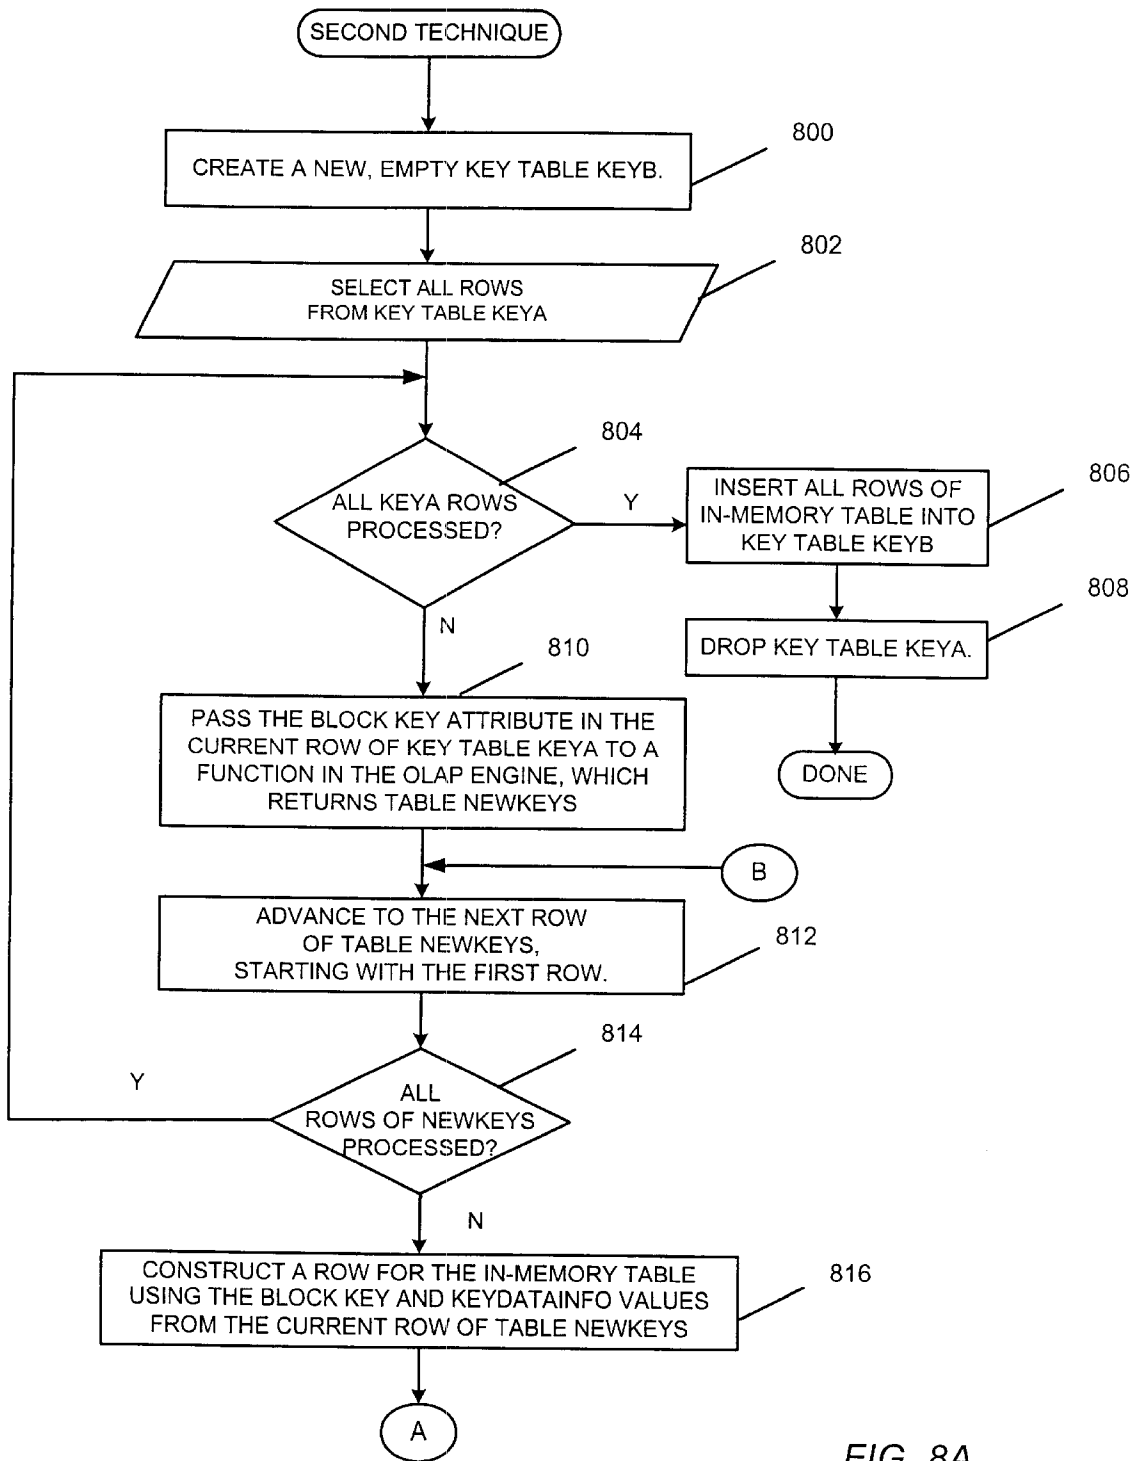 SECOND TECHNIQUE
800
CREATE A NEW, EMPTY KEY TABLE KEYB.
802
SELECT ALL ROWS
FROM KEY TABLE KEYA
804
ALL KEYA ROWS
PROCESSED?
Y
806
INSERT ALL ROWS OF
IN-MEMORY TABLE INTO
KEY TABLE KEYB
808
DROP KEY TABLE KEYA.
DONE
N
810
PASS THE BLOCK KEY ATTRIBUTE IN THE
CURRENT ROW OF KEY TABLE KEYA TO A
FUNCTION IN THE OLAP ENGINE, WHICH
RETURNS TABLE NEWKEYS
B
ADVANCE TO THE NEXT ROW
OF TABLE NEWKEYS,
STARTING WITH THE FIRST ROW.
812
814
Y
ALL
ROWS OF NEWKEYS
PROCESSED?
N
816
CONSTRUCT A ROW FOR THE IN-MEMORY TABLE
USING THE BLOCK KEY AND KEYDATAINFO VALUES
FROM THE CURRENT ROW OF TABLE NEWKEYS
A
FIG. 8A